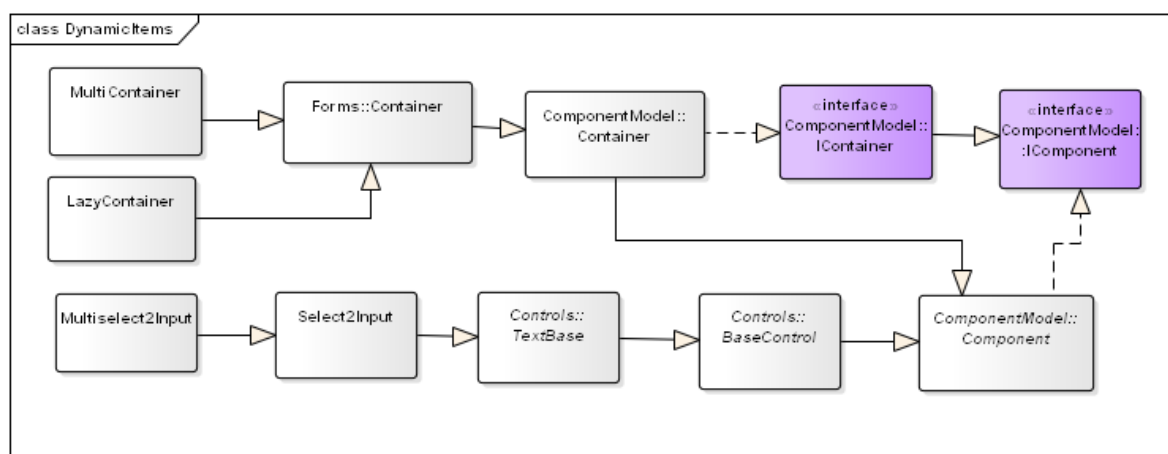 class DynamicItems
MultiContainer
Forms::Container
ComponentModel::
Container
«interface»
ComponentModel::
IContainer
«interface»
ComponentModel:
:IComponent
LazyContainer
Multiselect2Input
Select2Input
Controls::
TextBase
Controls::
BaseControl
ComponentModel::
Component